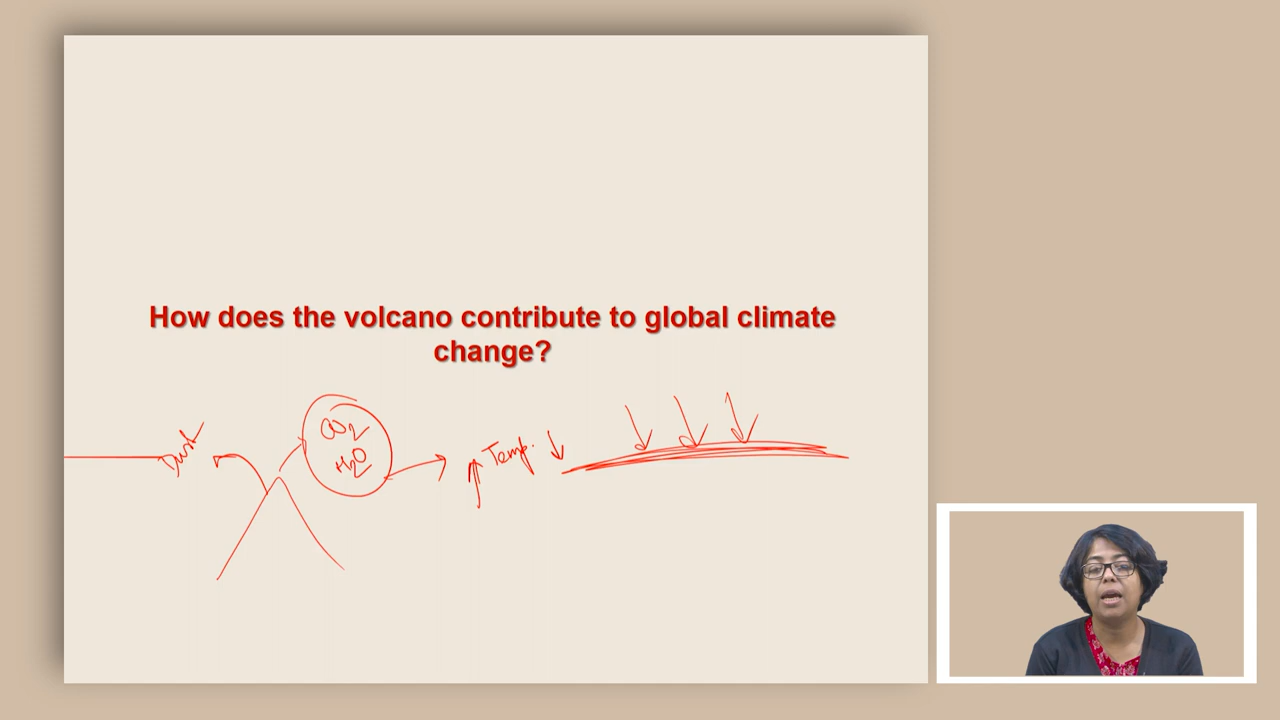 How does the volcano contribute to global climate
change?
CO2
H2O
Dust
Temp.